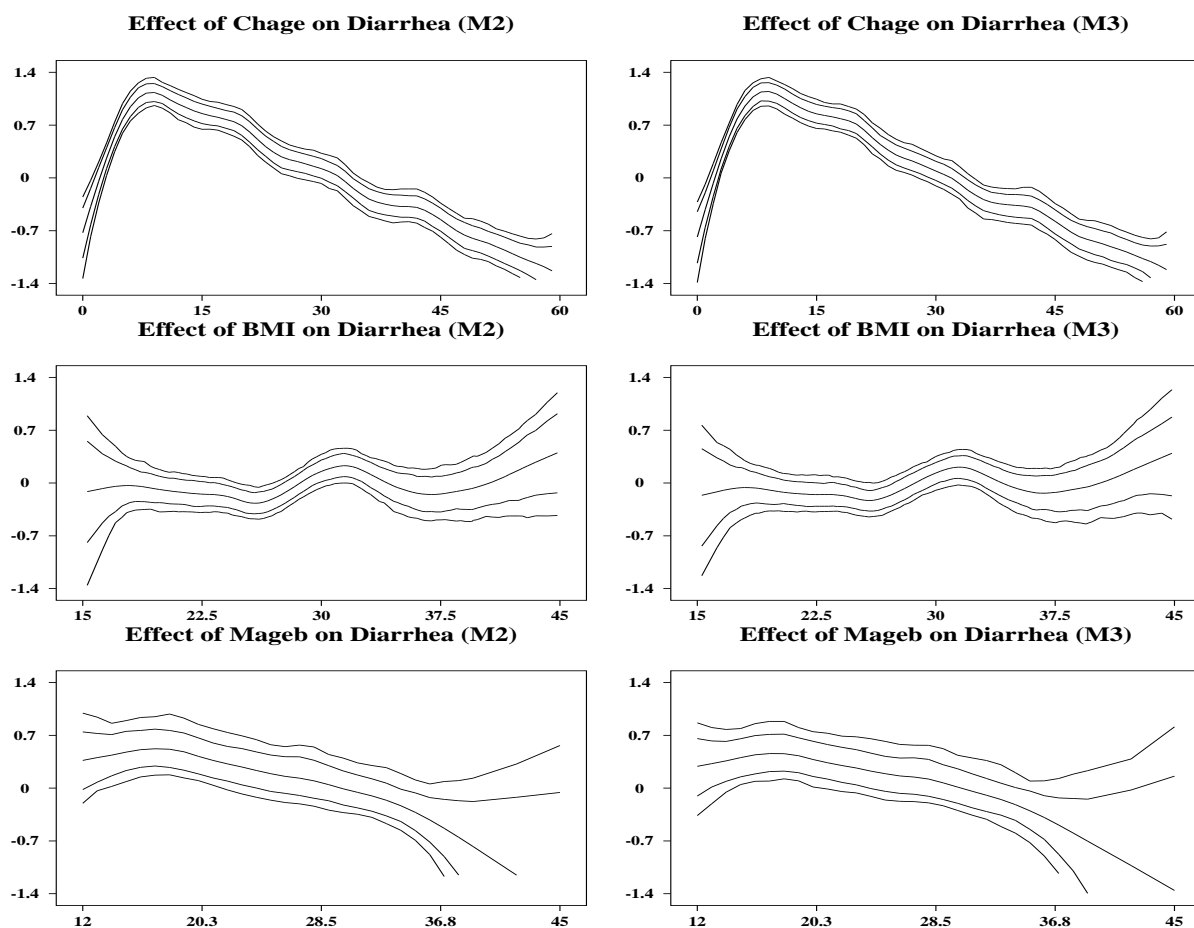 Effect of Chage on Diarrhea (M2)
1.4
0.7
0
-0.7
-1.4
0 15 30 45 60
Effect of Chage on Diarrhea (M3)
1.4
0.7
0
-0.7
-1.4
0 15 30 45 60
Effect of BMI on Diarrhea (M2)
1.4
0.7
0
-0.7
-1.4
15 22.5 30 37.5 45
Effect of BMI on Diarrhea (M3)
1.4
0.7
0
-0.7
-1.4
15 22.5 30 37.5 45
Effect of Mageb on Diarrhea (M2)
1.4
0.7
0
-0.7
-1.4
12 20.3 28.5 36.8 45
Effect of Mageb on Diarrhea (M3)
1.4
0.7
0
-0.7
-1.4
12 20.3 28.5 36.8 45